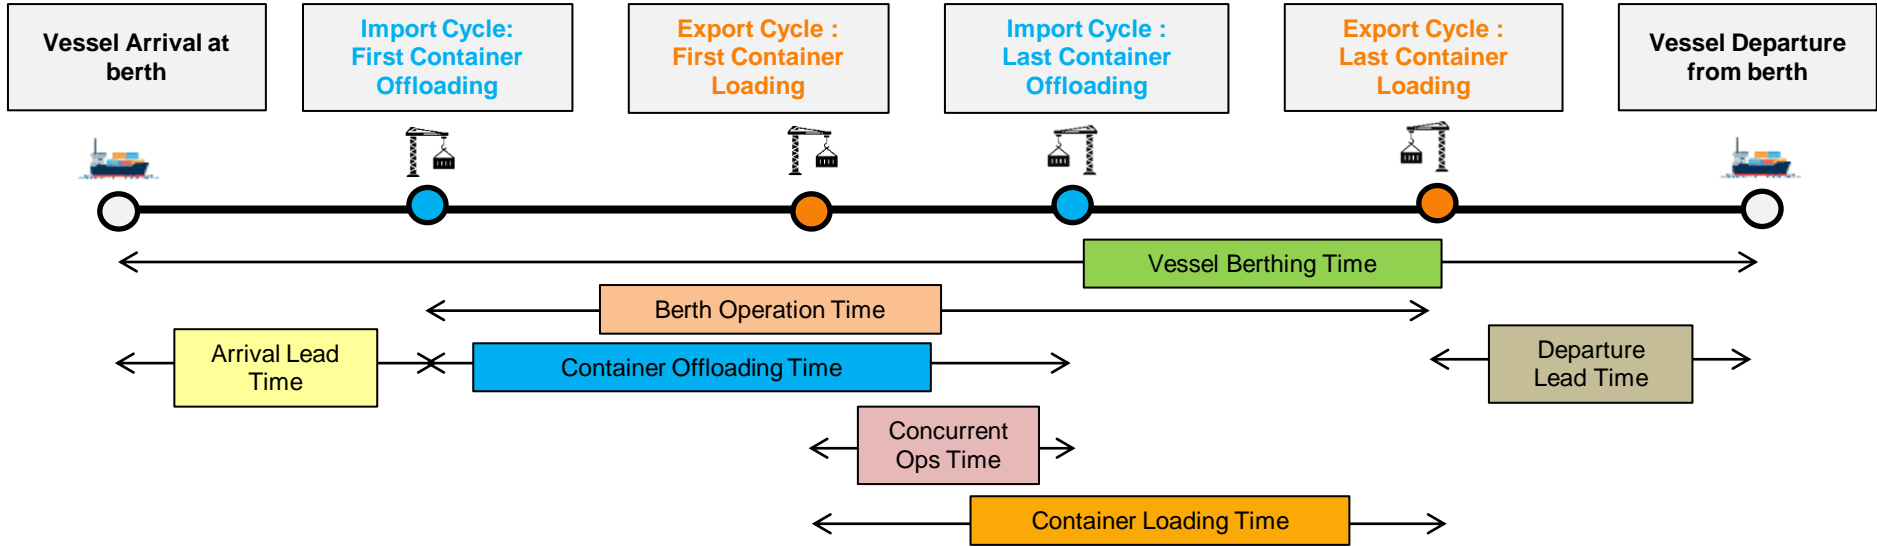 Vessel Arrival at
berth
Import Cycle:
First Container
Offloading
Export Cycle :
First Container
Loading
Import Cycle :
Last Container
Offloading
Export Cycle :
Last Container
Loading
Vessel Departure
from berth
Vessel Berthing Time
Berth Operation Time
Arrival Lead
Time
Container Offloading Time
Departure
Lead Time
Concurrent
Ops Time
Container Loading Time